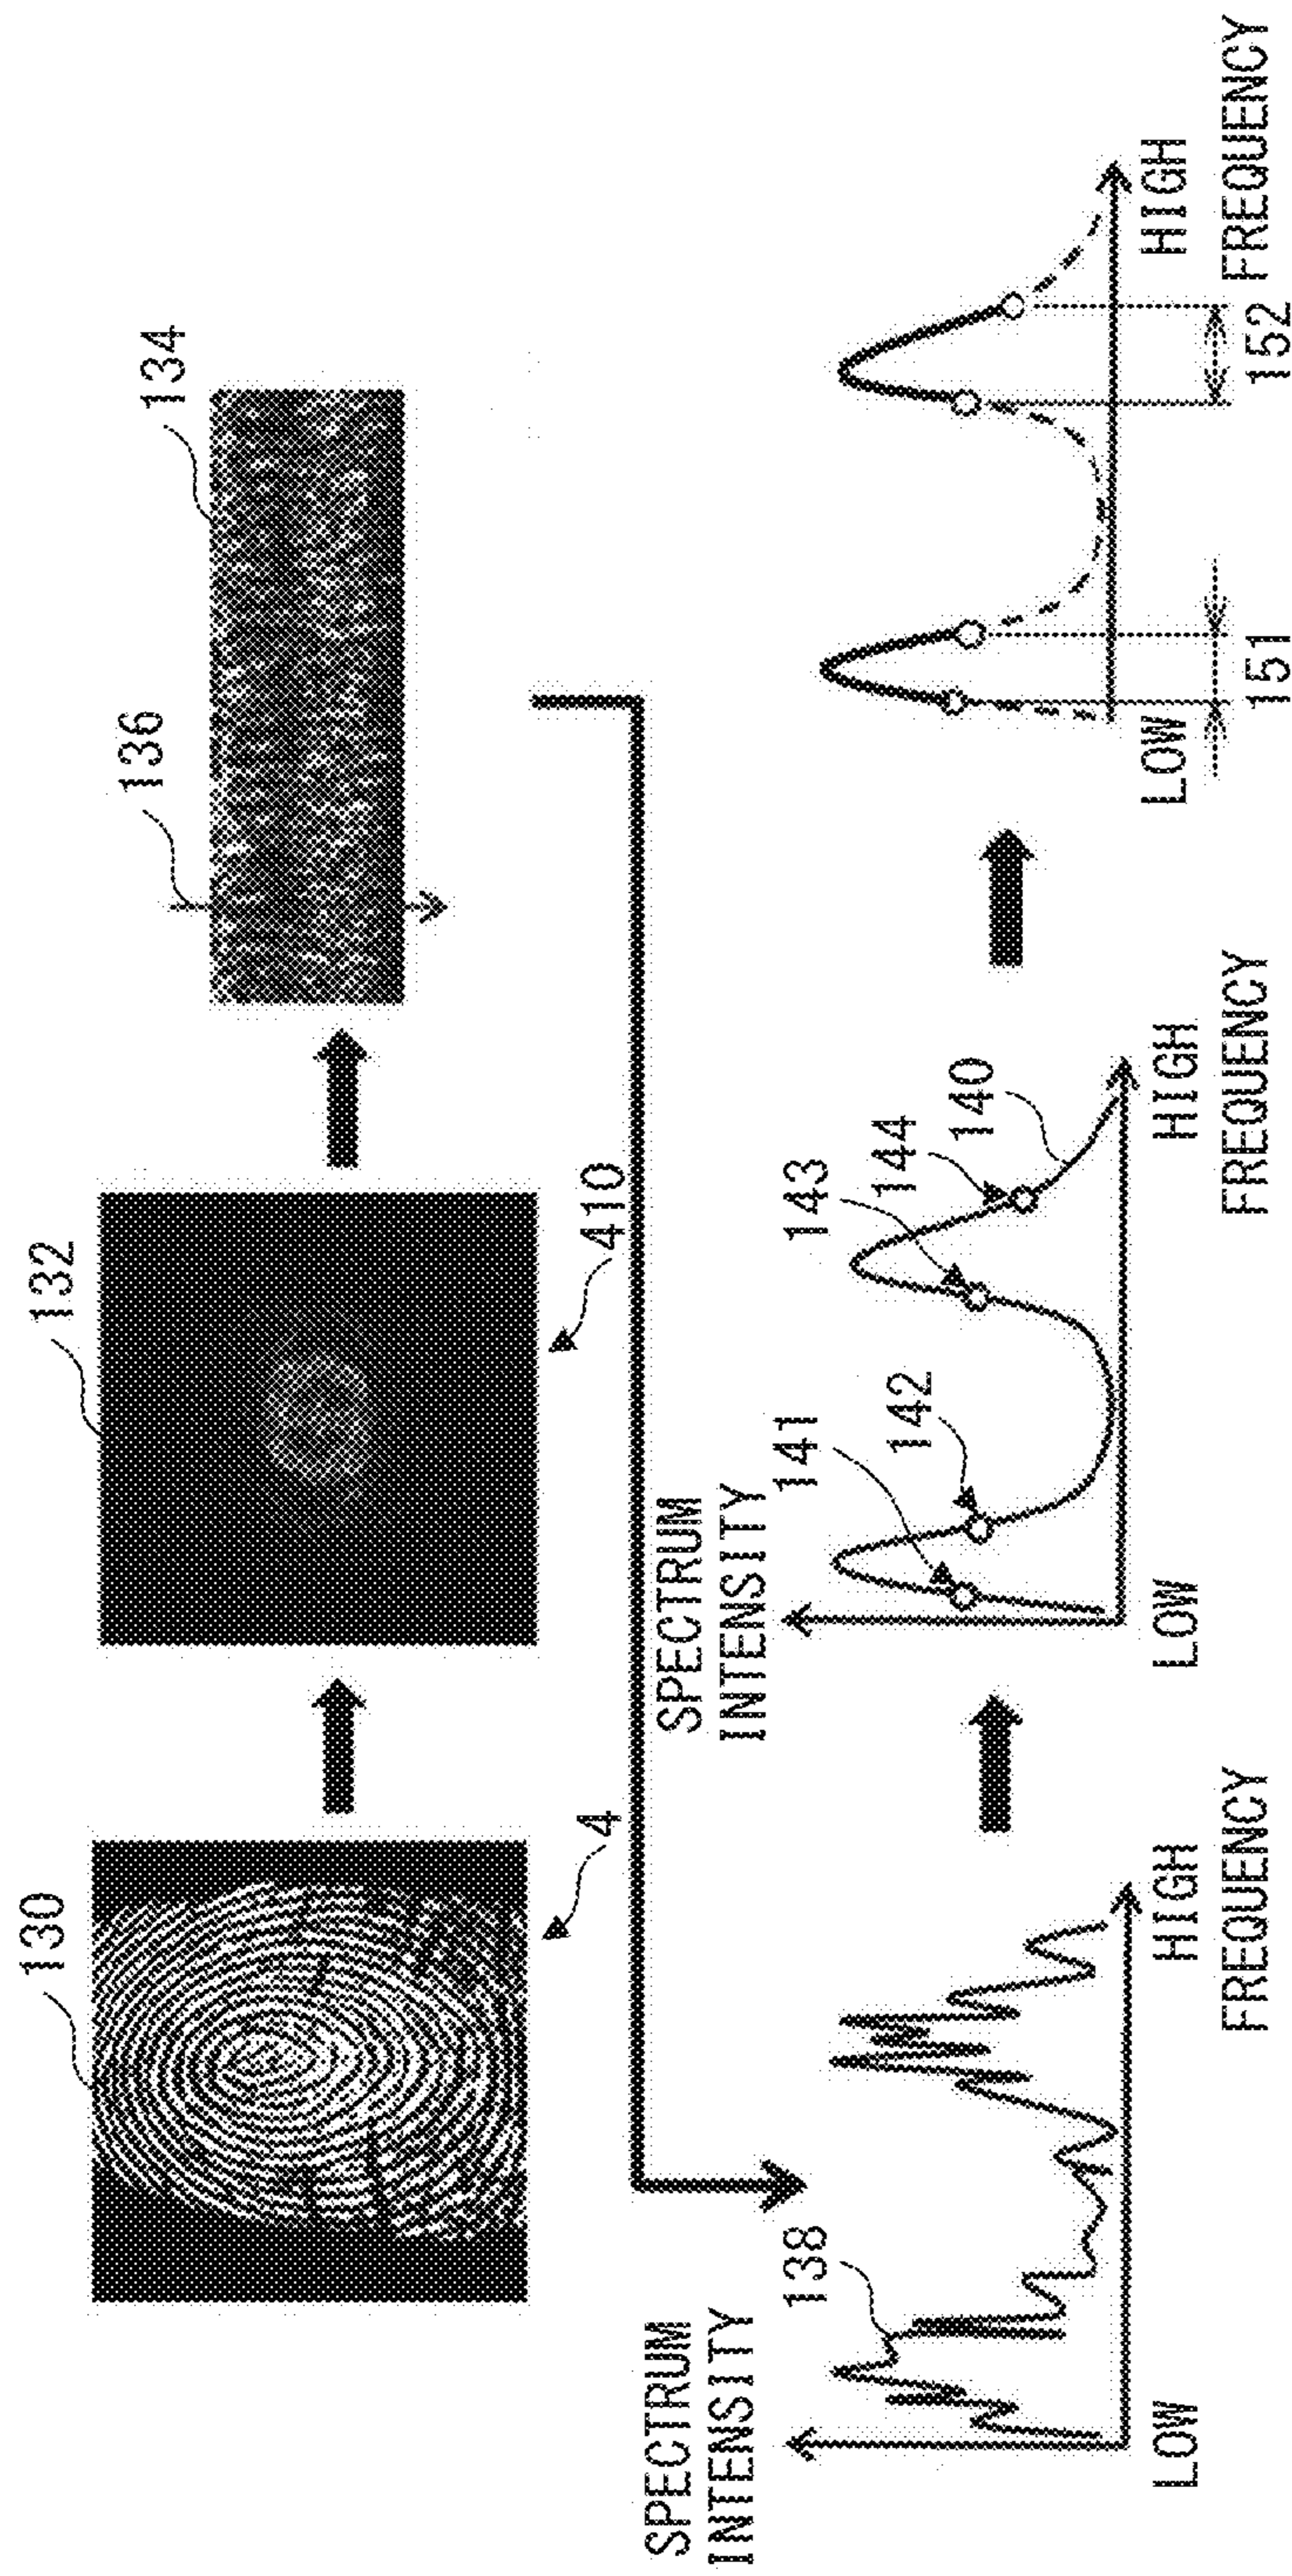 130
132
136
134
4
410
SPECTRUM
INTENSITY
138
LOW
HIGH
FREQUENCY
SPECTRUM
INTENSITY
141
142
143
144
140
LOW
HIGH
FREQUENCY
LOW
HIGH
FREQUENCY
151
152